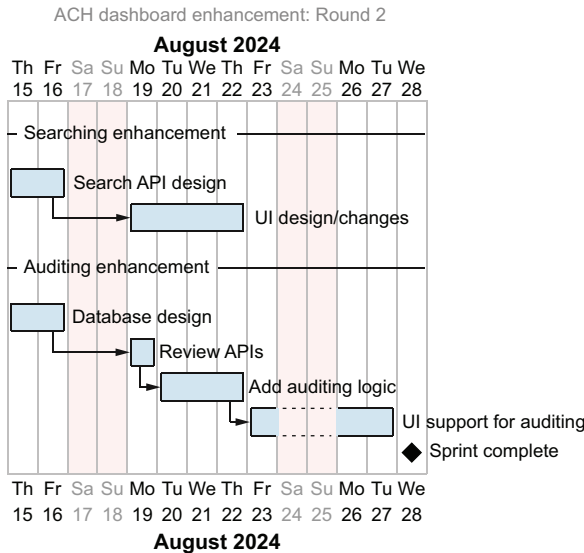 ACH dashboard enhancement: Round 2
August 2024
Th Fr Sa Su Mo Tu We Th Fr Sa Su Mo Tu We
15 16 17 18 19 20 21 22 23 24 25 26 27 28
Searching enhancement
Search API design
UI design/changes
Auditing enhancement
Database design
Review APIs
Add auditing logic
UI support for auditing
Sprint complete
Th Fr Sa Su Mo Tu We Th Fr Sa Su Mo Tu We
15 16 17 18 19 20 21 22 23 24 25 26 27 28
August 2024